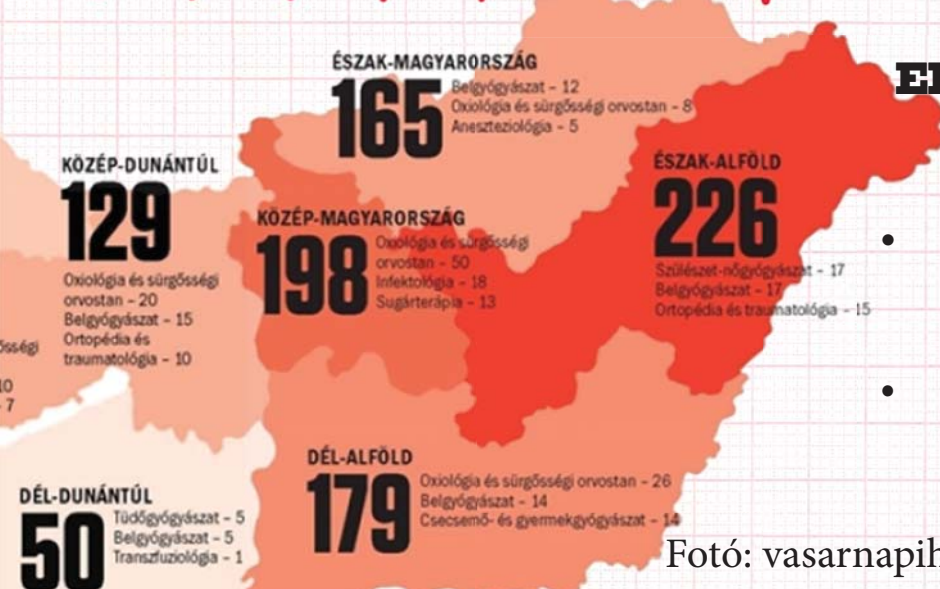 ÉSZAK-MAGYARORSZÁG
165
Belgyógyászat – 12
Oxiológia és sürgősségi orvostan – 8
Aneszteziológia – 5
KÖZÉP-DUNÁNTÚL
129
Oxiológia és sürgősségi
orvostan – 20
Belgyógyászat – 15
Ortopédia és
traumatológia – 10
KÖZÉP-MAGYARORSZÁG
198
Oxiológia és sürgősségi
orvostan – 50
Infektológia – 18
Sugárterápia – 13
ÉSZAK-ALFÖLD
226
Szülészet-nőgyógyászat – 17
Belgyógyászat – 17
Ortopédia és traumatológia – 15
7
DÉL-DUNÁNTÚL
50
Tüdőgyógyászat – 5
Belgyógyászat – 5
Transzfuziológia – 1
DÉL-ALFÖLD
179
Oxiológia és sürgősségi orvostan – 26
Belgyógyászat – 14
Csecsemő- és gyermekgyógyászat – 14
Fotó: vasarnapih